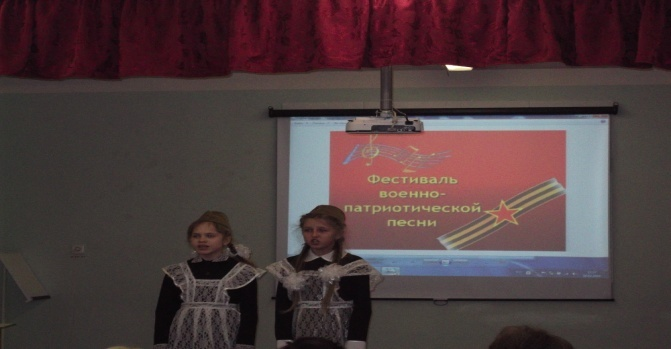 Фестиваль
военно-
патриотической
песни